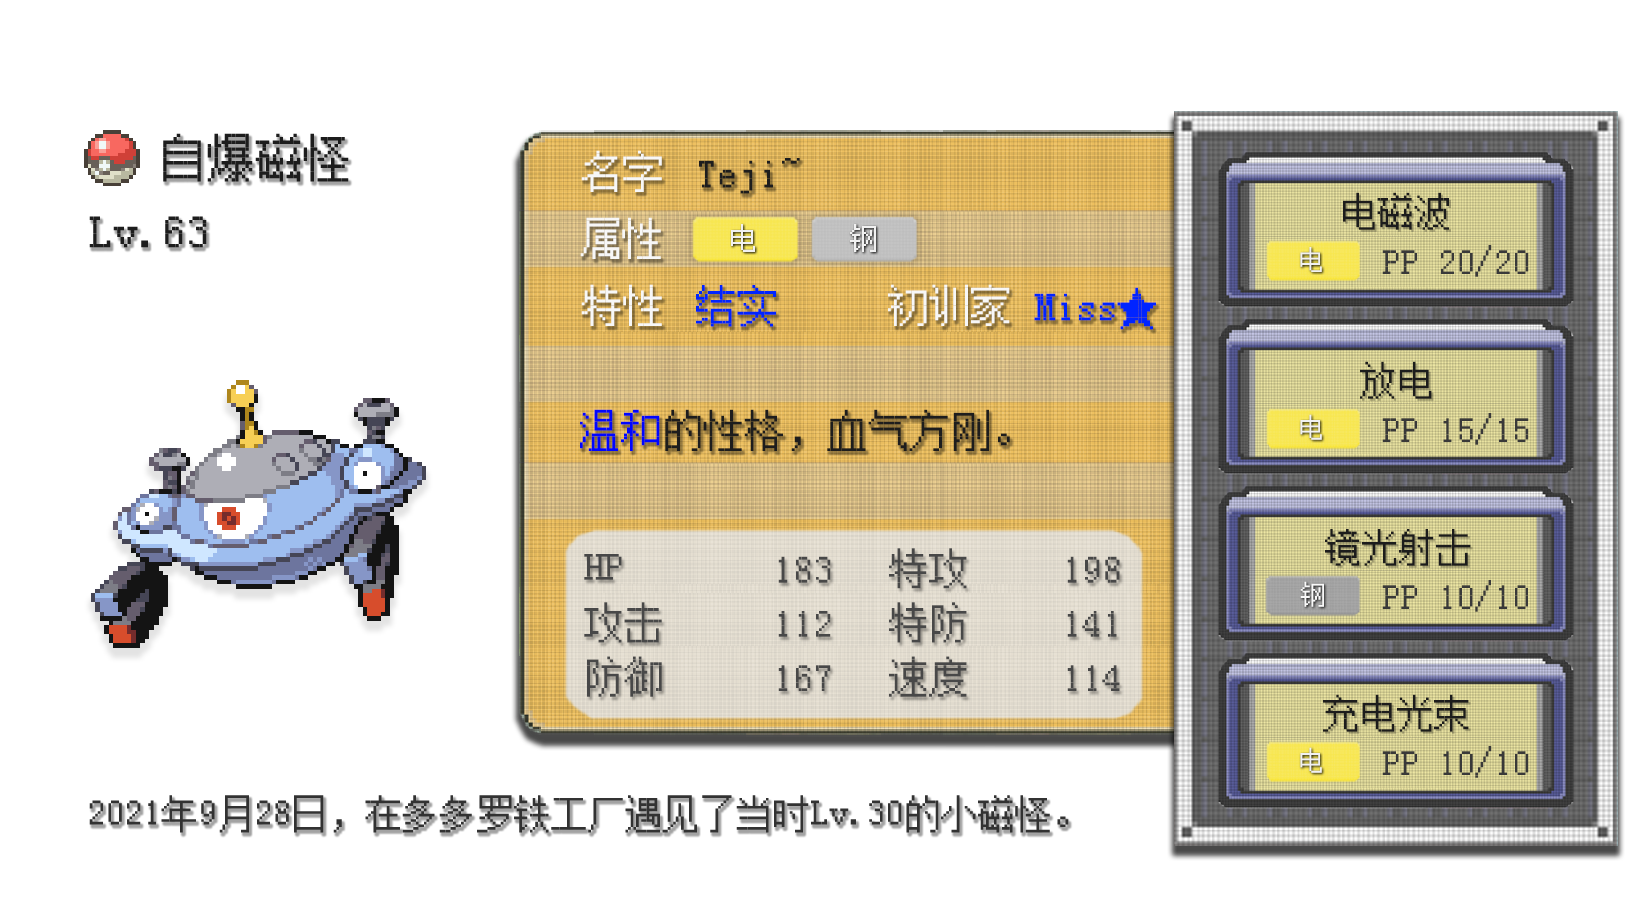 自爆磁怪
Lv.63
名字 Teji~
属性 电 钢
特性 结实 初训家 Miss★
温和的性格，血气方刚。
HP 183 特攻 198
攻击 112 特防 141
防御 167 速度 114
电磁波
电 PP 20/20
放电
电 PP 15/15
镜光射击
钢 PP 10/10
充电光束
电 PP 10/10
2021年9月28日，在多多罗铁工厂遇见了当时Lv.30的小磁怪。